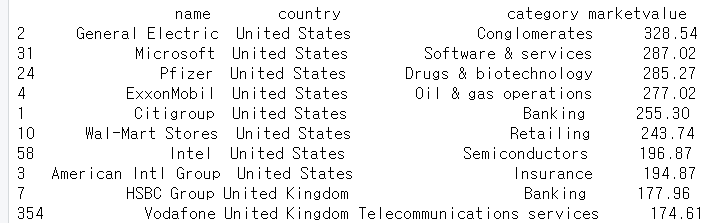 name country category marketvalue
2 General Electric United States Conglomerates 328.54
31 Microsoft United States Software & services 287.02
24 Pfizer United States Drugs & biotechnology 285.27
4 ExxonMobil United States Oil & gas operations 277.02
1 Citigroup United States Banking 255.30
10 Wal-Mart Stores United States Retailing 243.74
58 Intel United States Semiconductors 196.87
3 American Intl Group United States Insurance 194.87
7 HSBC Group United Kingdom Banking 177.96
354 Vodafone United Kingdom Telecommunications services 174.61